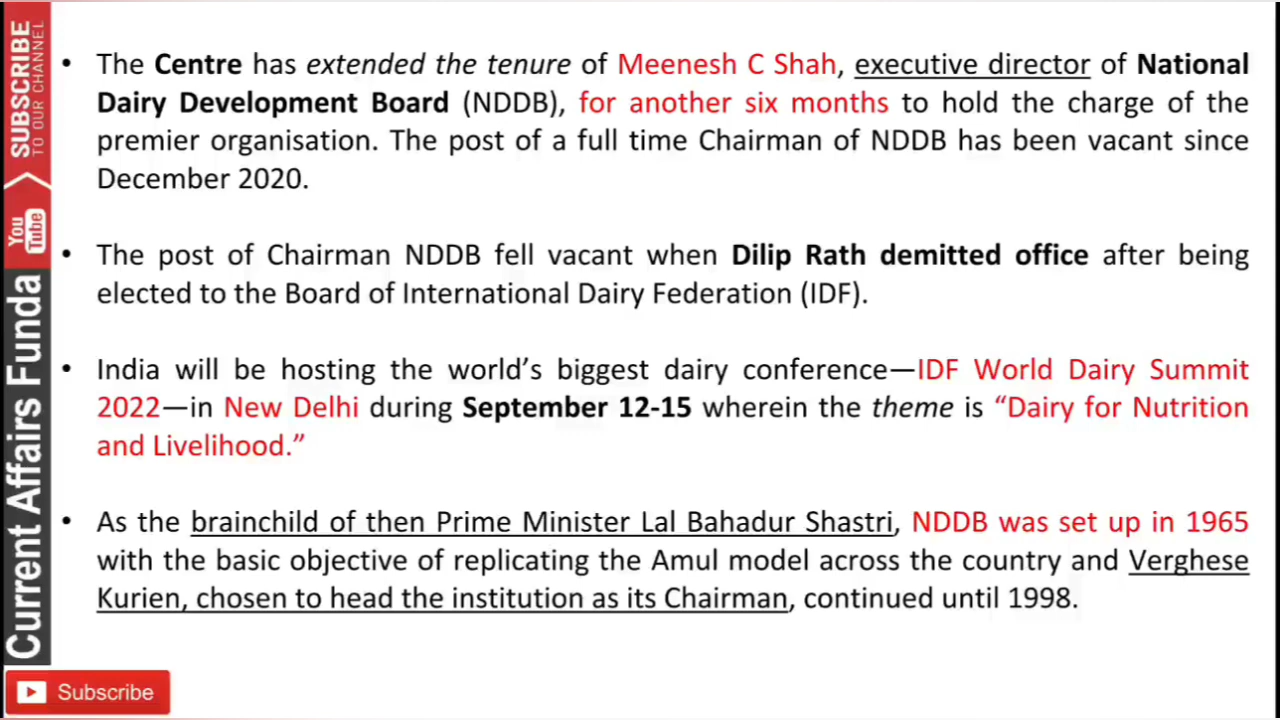 SUBSCRIBE
TO OUR CHANNEL
You
Tube
Current Affairs Funda
• The Centre has extended the tenure of Meenesh C Shah, executive director of National
Dairy Development Board (NDDB), for another six months to hold the charge of the
premier organisation. The post of a full time Chairman of NDDB has been vacant since
December 2020.
• The post of Chairman NDDB fell vacant when Dilip Rath demitted office after being
elected to the Board of International Dairy Federation (IDF).
• India will be hosting the world’s biggest dairy conference—IDF World Dairy Summit
2022—in New Delhi during September 12-15 wherein the theme is “Dairy for Nutrition
and Livelihood.”
• As the brainchild of then Prime Minister Lal Bahadur Shastri, NDDB was set up in 1965
with the basic objective of replicating the Amul model across the country and Verghese
Kurien, chosen to head the institution as its Chairman, continued until 1998.
Subscribe